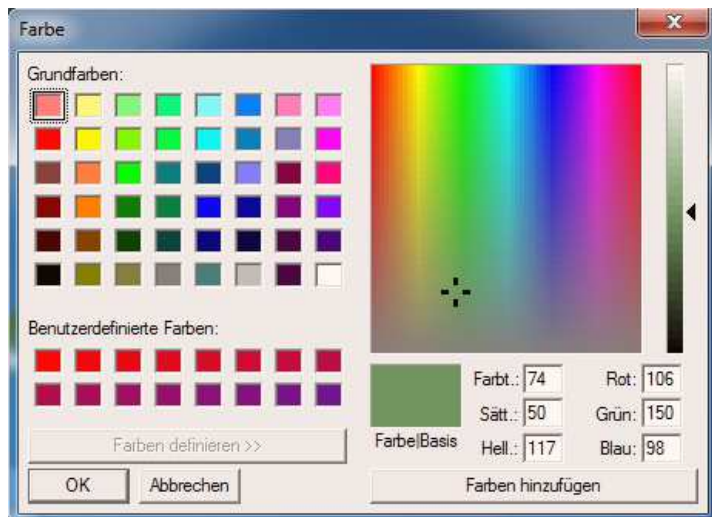 Farbe
Grundfarben:
Benutzerdefinierte Farben:
Farben definieren >>
OK
Abbrechen
Farbe|Basis
Farbt.: 74
Sätt.: 50
Hell.: 117
Rot: 106
Grün: 150
Blau: 98
Farben hinzufügen